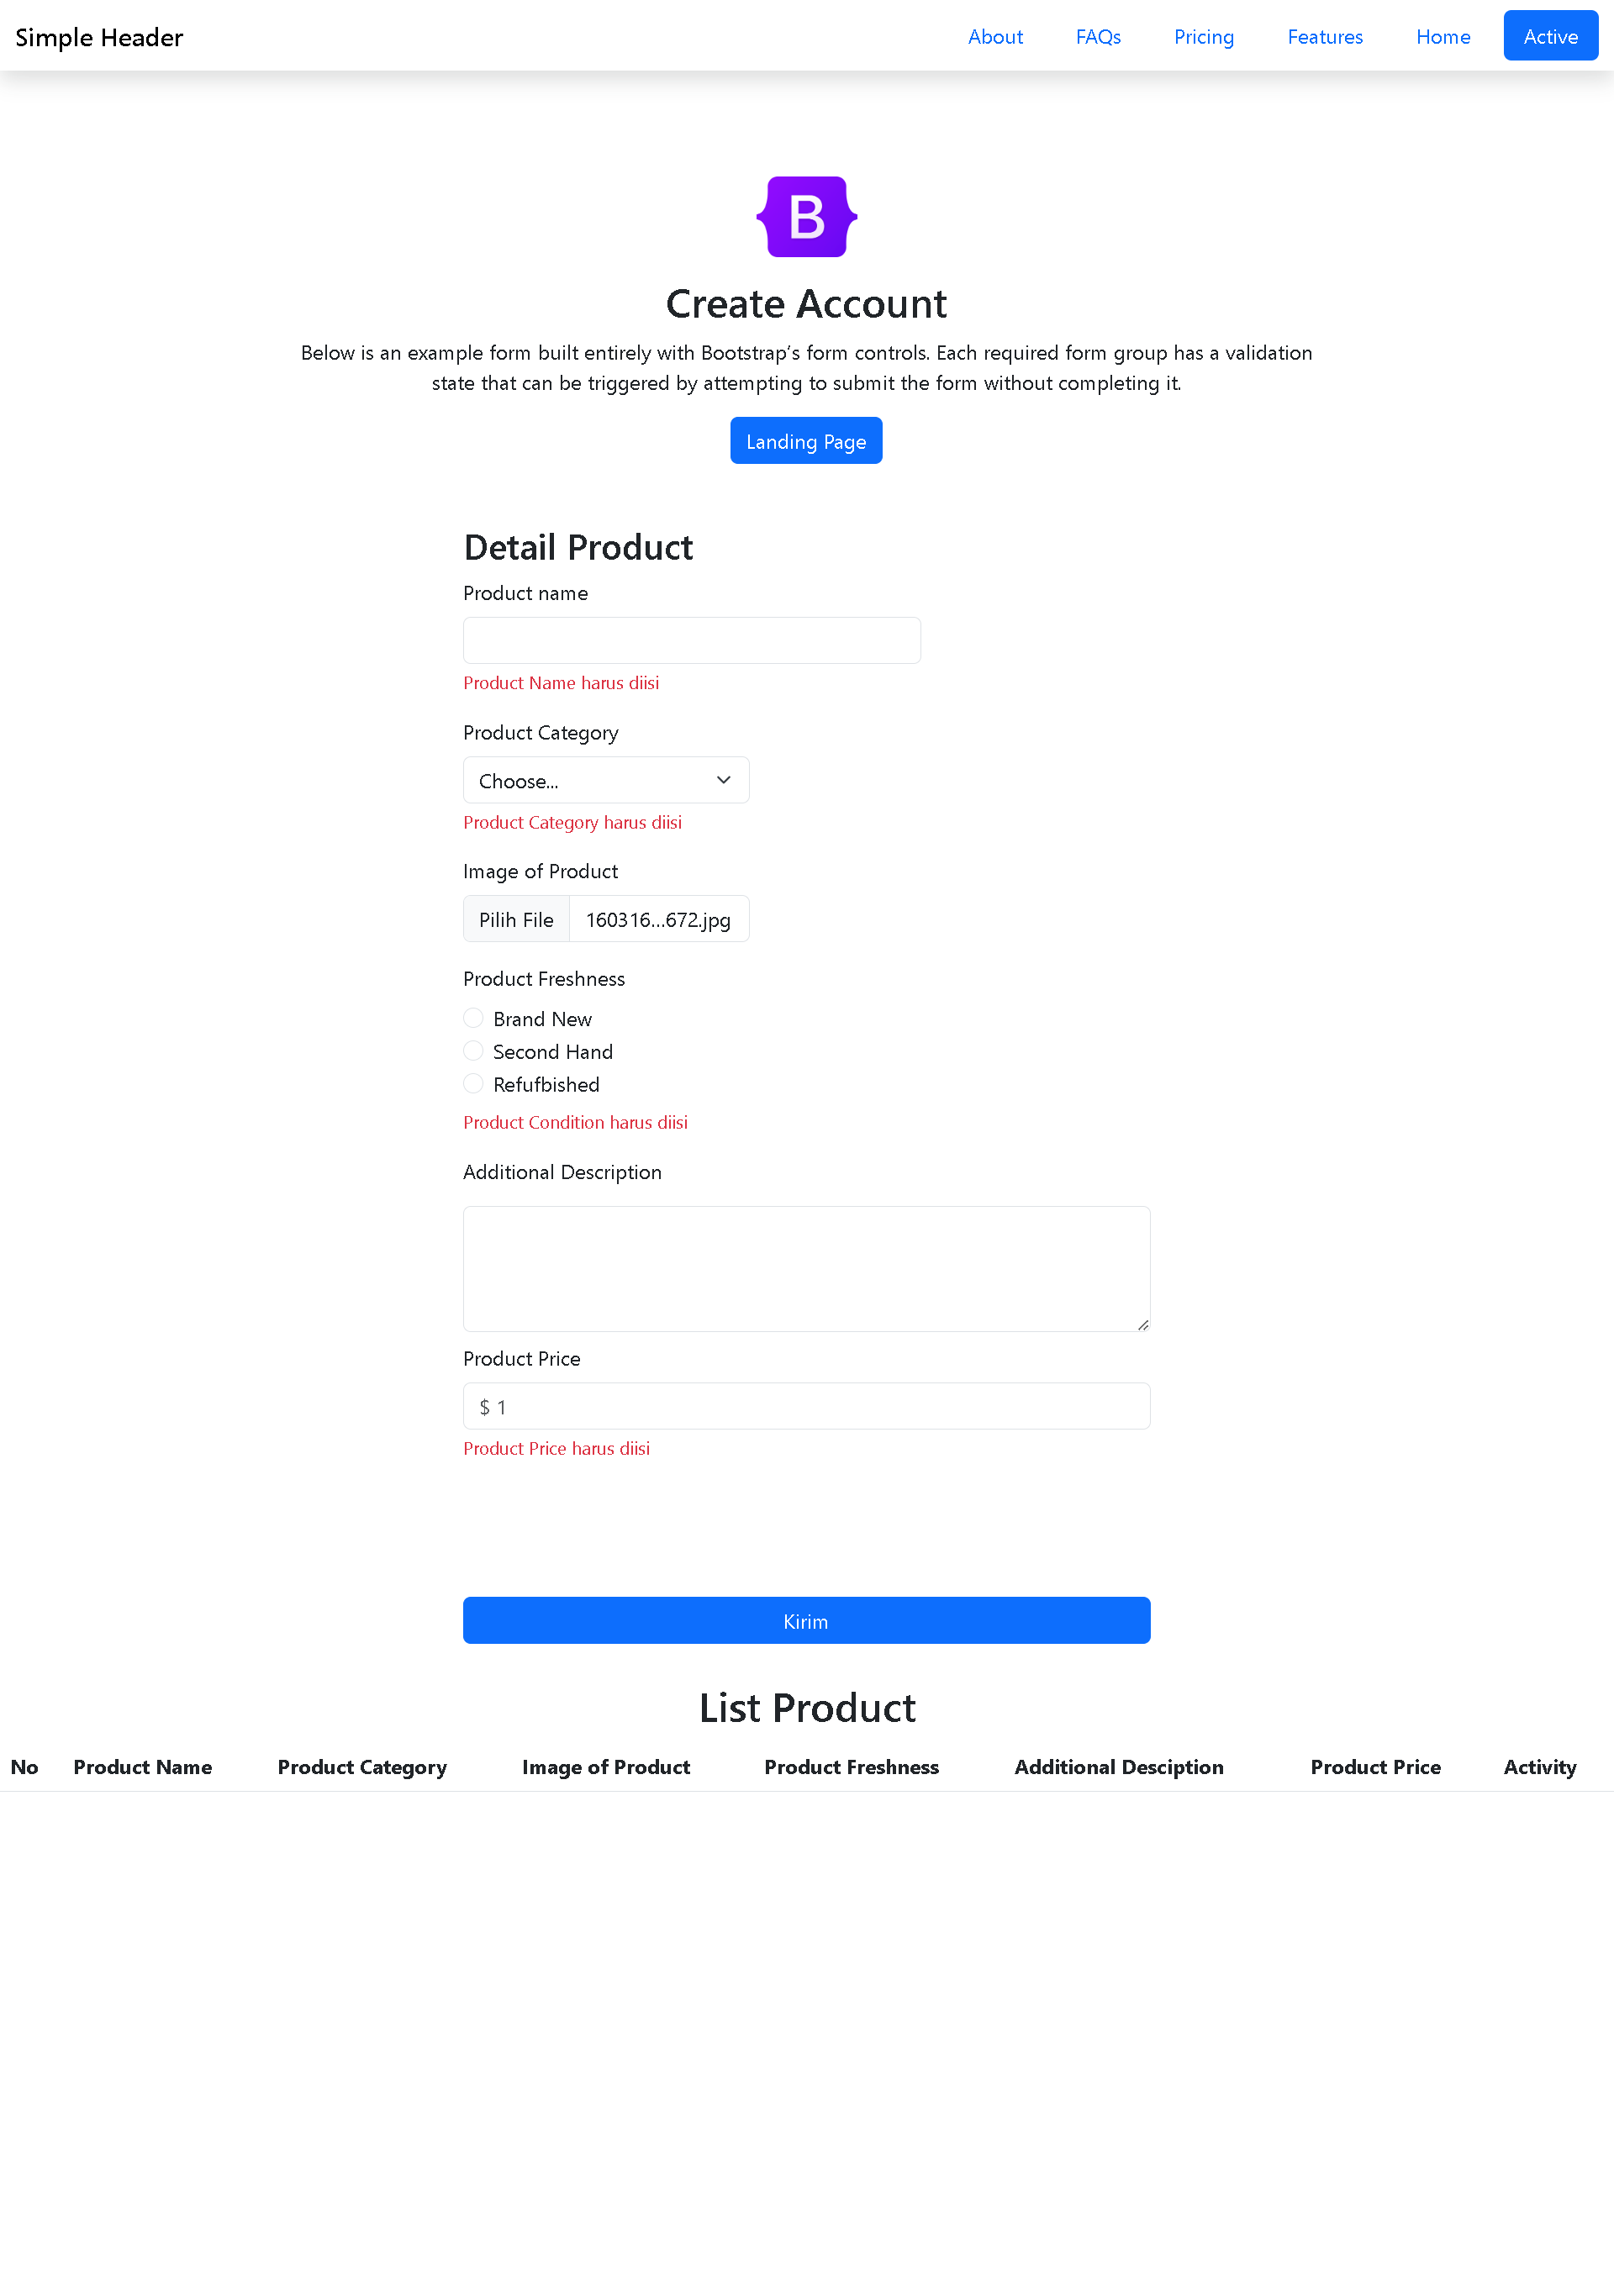 Simple Header
About FAQs Pricing Features Home Active
B
Create Account
Below is an example form built entirely with Bootstrap’s form controls. Each required form group has a validation
state that can be triggered by attempting to submit the form without completing it.
Landing Page
Detail Product
Product name
Product Name harus diisi
Product Category
Choose...
Product Category harus diisi
Image of Product
Pilih File 160316...672.jpg
Product Freshness
Brand New
Second Hand
Refufbished
Product Condition harus diisi
Additional Description
Product Price
$ 1
Product Price harus diisi
Kirim
List Product
No Product Name Product Category Image of Product Product Freshness Additional Desciption Product Price Activity